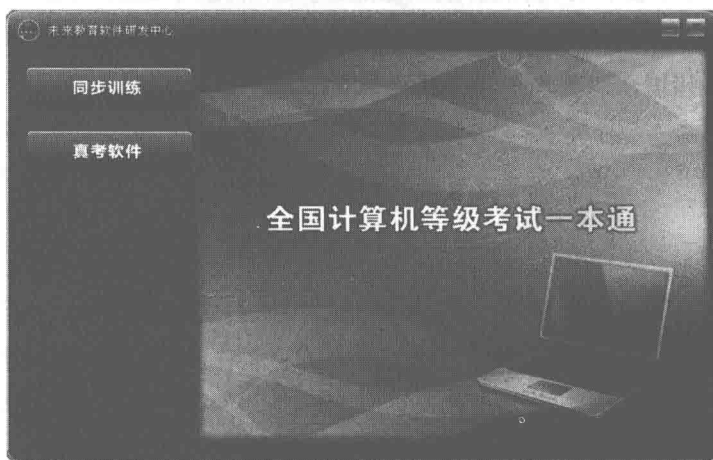 未来教育软件研发中心
同步训练
真考软件
全国计算机等级考试一本通